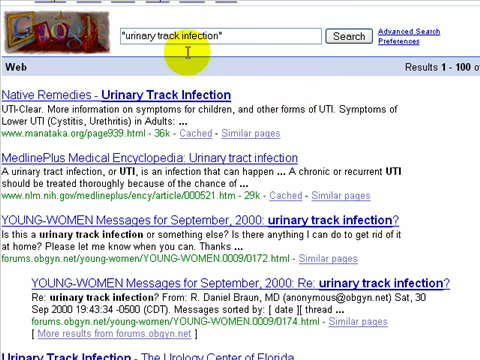 "urinary track infection"
Search
Advanced Search
Preferences
Web
Results 1 - 100
Native Remedies - Urinary Track Infection
UTI-Clear. More information on symptoms for children, and other forms of UTI. Symptoms of
Lower UTI (Cystitis, Urethritis) in Adults: ...
www.manataka.org/page939.html - 36k - Cached - Similar pages
MedlinePlus Medical Encyclopedia: Urinary tract infection
A urinary tract infection, or UTI, is an infection that can happen ... A chronic or recurrent UTI
should be treated thoroughly because of the chance of ...
www.nlm.nih.gov/medlineplus/ency/article/000521.htm - 29k - Cached - Similar pages
YOUNG-WOMEN Messages for September, 2000: urinary track infection?
Is this a urinary track infection or something else? Is there anything I can do to get rid of it
at home? Please let me know when you can. Thanks ...
forums.obgyn.net/young-women/YOUNG-WOMEN.0009/0172.html - Similar pages
YOUNG-WOMEN Messages for September, 2000: Re: urinary track infection?
Re: urinary track infection? From: R. Daniel Braun, MD (anonymous@obgyn.net) Sat, 30
Sep 2000 19:43:34 -0500 (CDT). Messages sorted by: [ date ][ thread ...
forums.obgyn.net/young-women/YOUNG-WOMEN.0009/0174.html - Similar pages
[ More results from forums.obgyn.net ]
Urinary Track Infection - The Urology Center of Florida